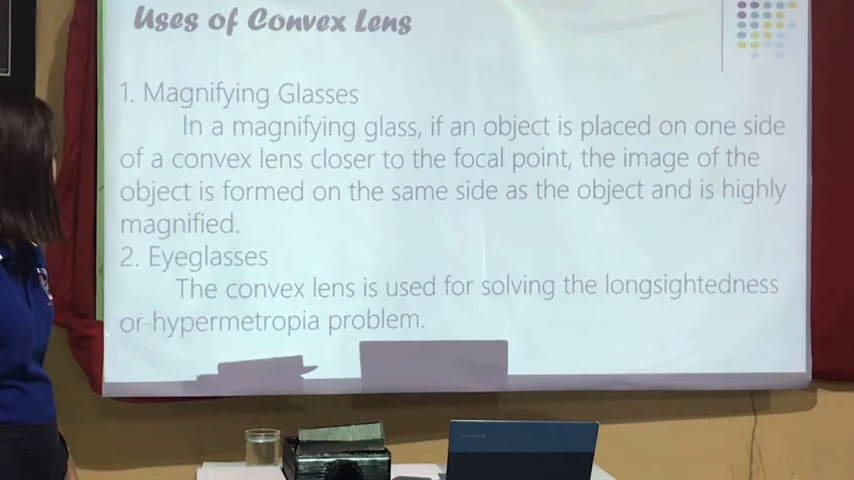 Uses of Convex Lens
1. Magnifying Glasses
In a magnifying glass, if an object is placed on one side
of a convex lens closer to the focal point, the image of the
object is formed on the same side as the object and is highly
magnified.
2. Eyeglasses
The convex lens is used for solving the longsightedness
or hypermetropia problem.